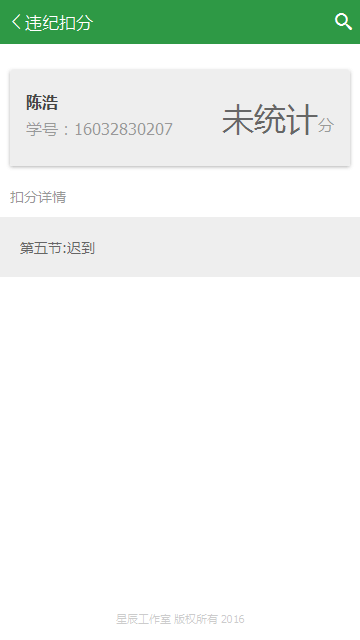 违纪扣分
陈浩
学号：16032830207
未统计分
扣分详情
第五节:迟到
星辰工作室 版权所有 2016